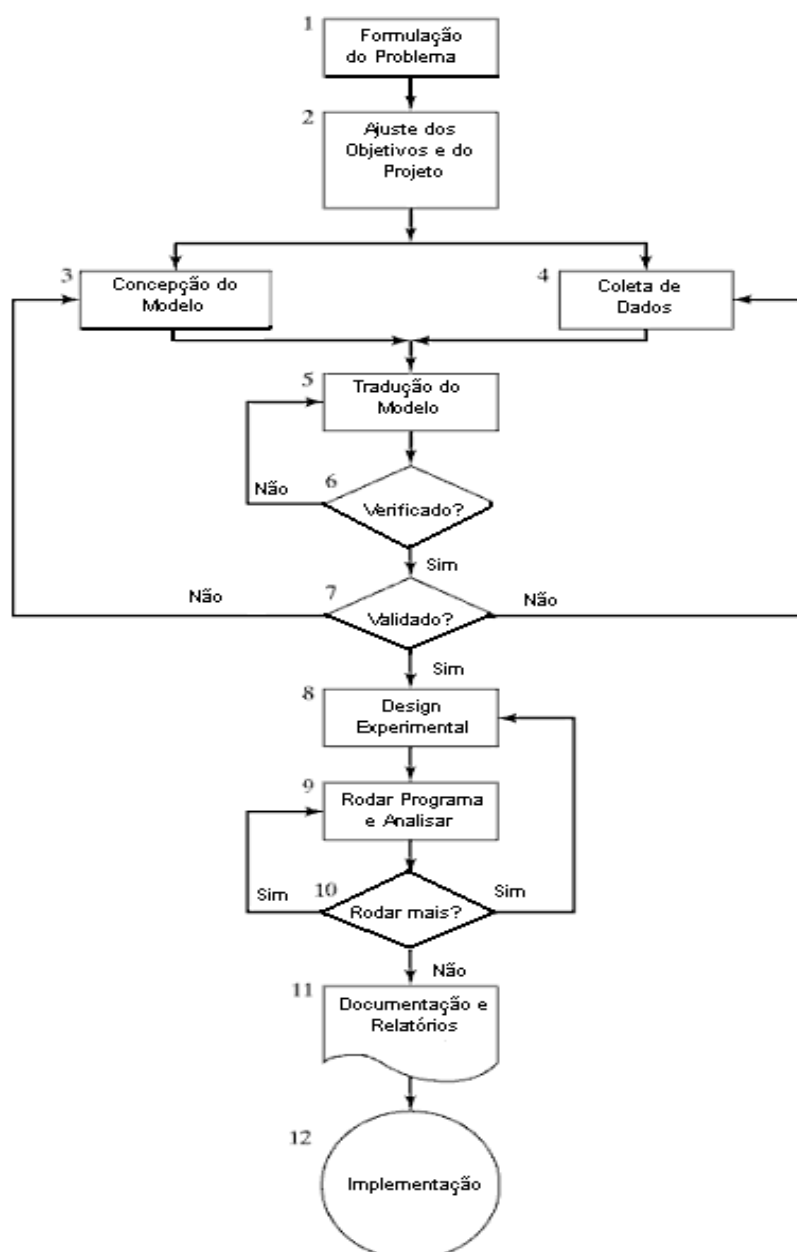 1
Formulação
do Problema
2
Ajuste dos
Objetivos e do
Projeto
3
Concepção do
Modelo
4
Coleta de
Dados
5
Tradução do
Modelo
6
Não
Verificado?
Sim
7
Não
Validado?
Não
Sim
8
Design
Experimental
9
Rodar Programa
e Analisar
10
Sim
Rodar mais?
Sim
Não
11
Documentação e
Relatórios
12
Implementação